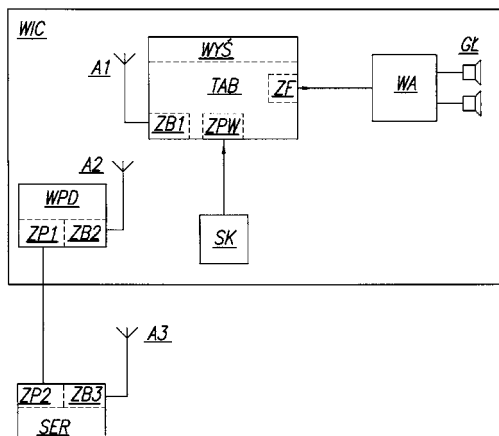 WIC
WYŚ
A1
TAB
ZF
WA
GŁ
ZB1 ZPW
A2
WPD
ZP1 ZB2
SK
A3
ZP2 ZB3
SER